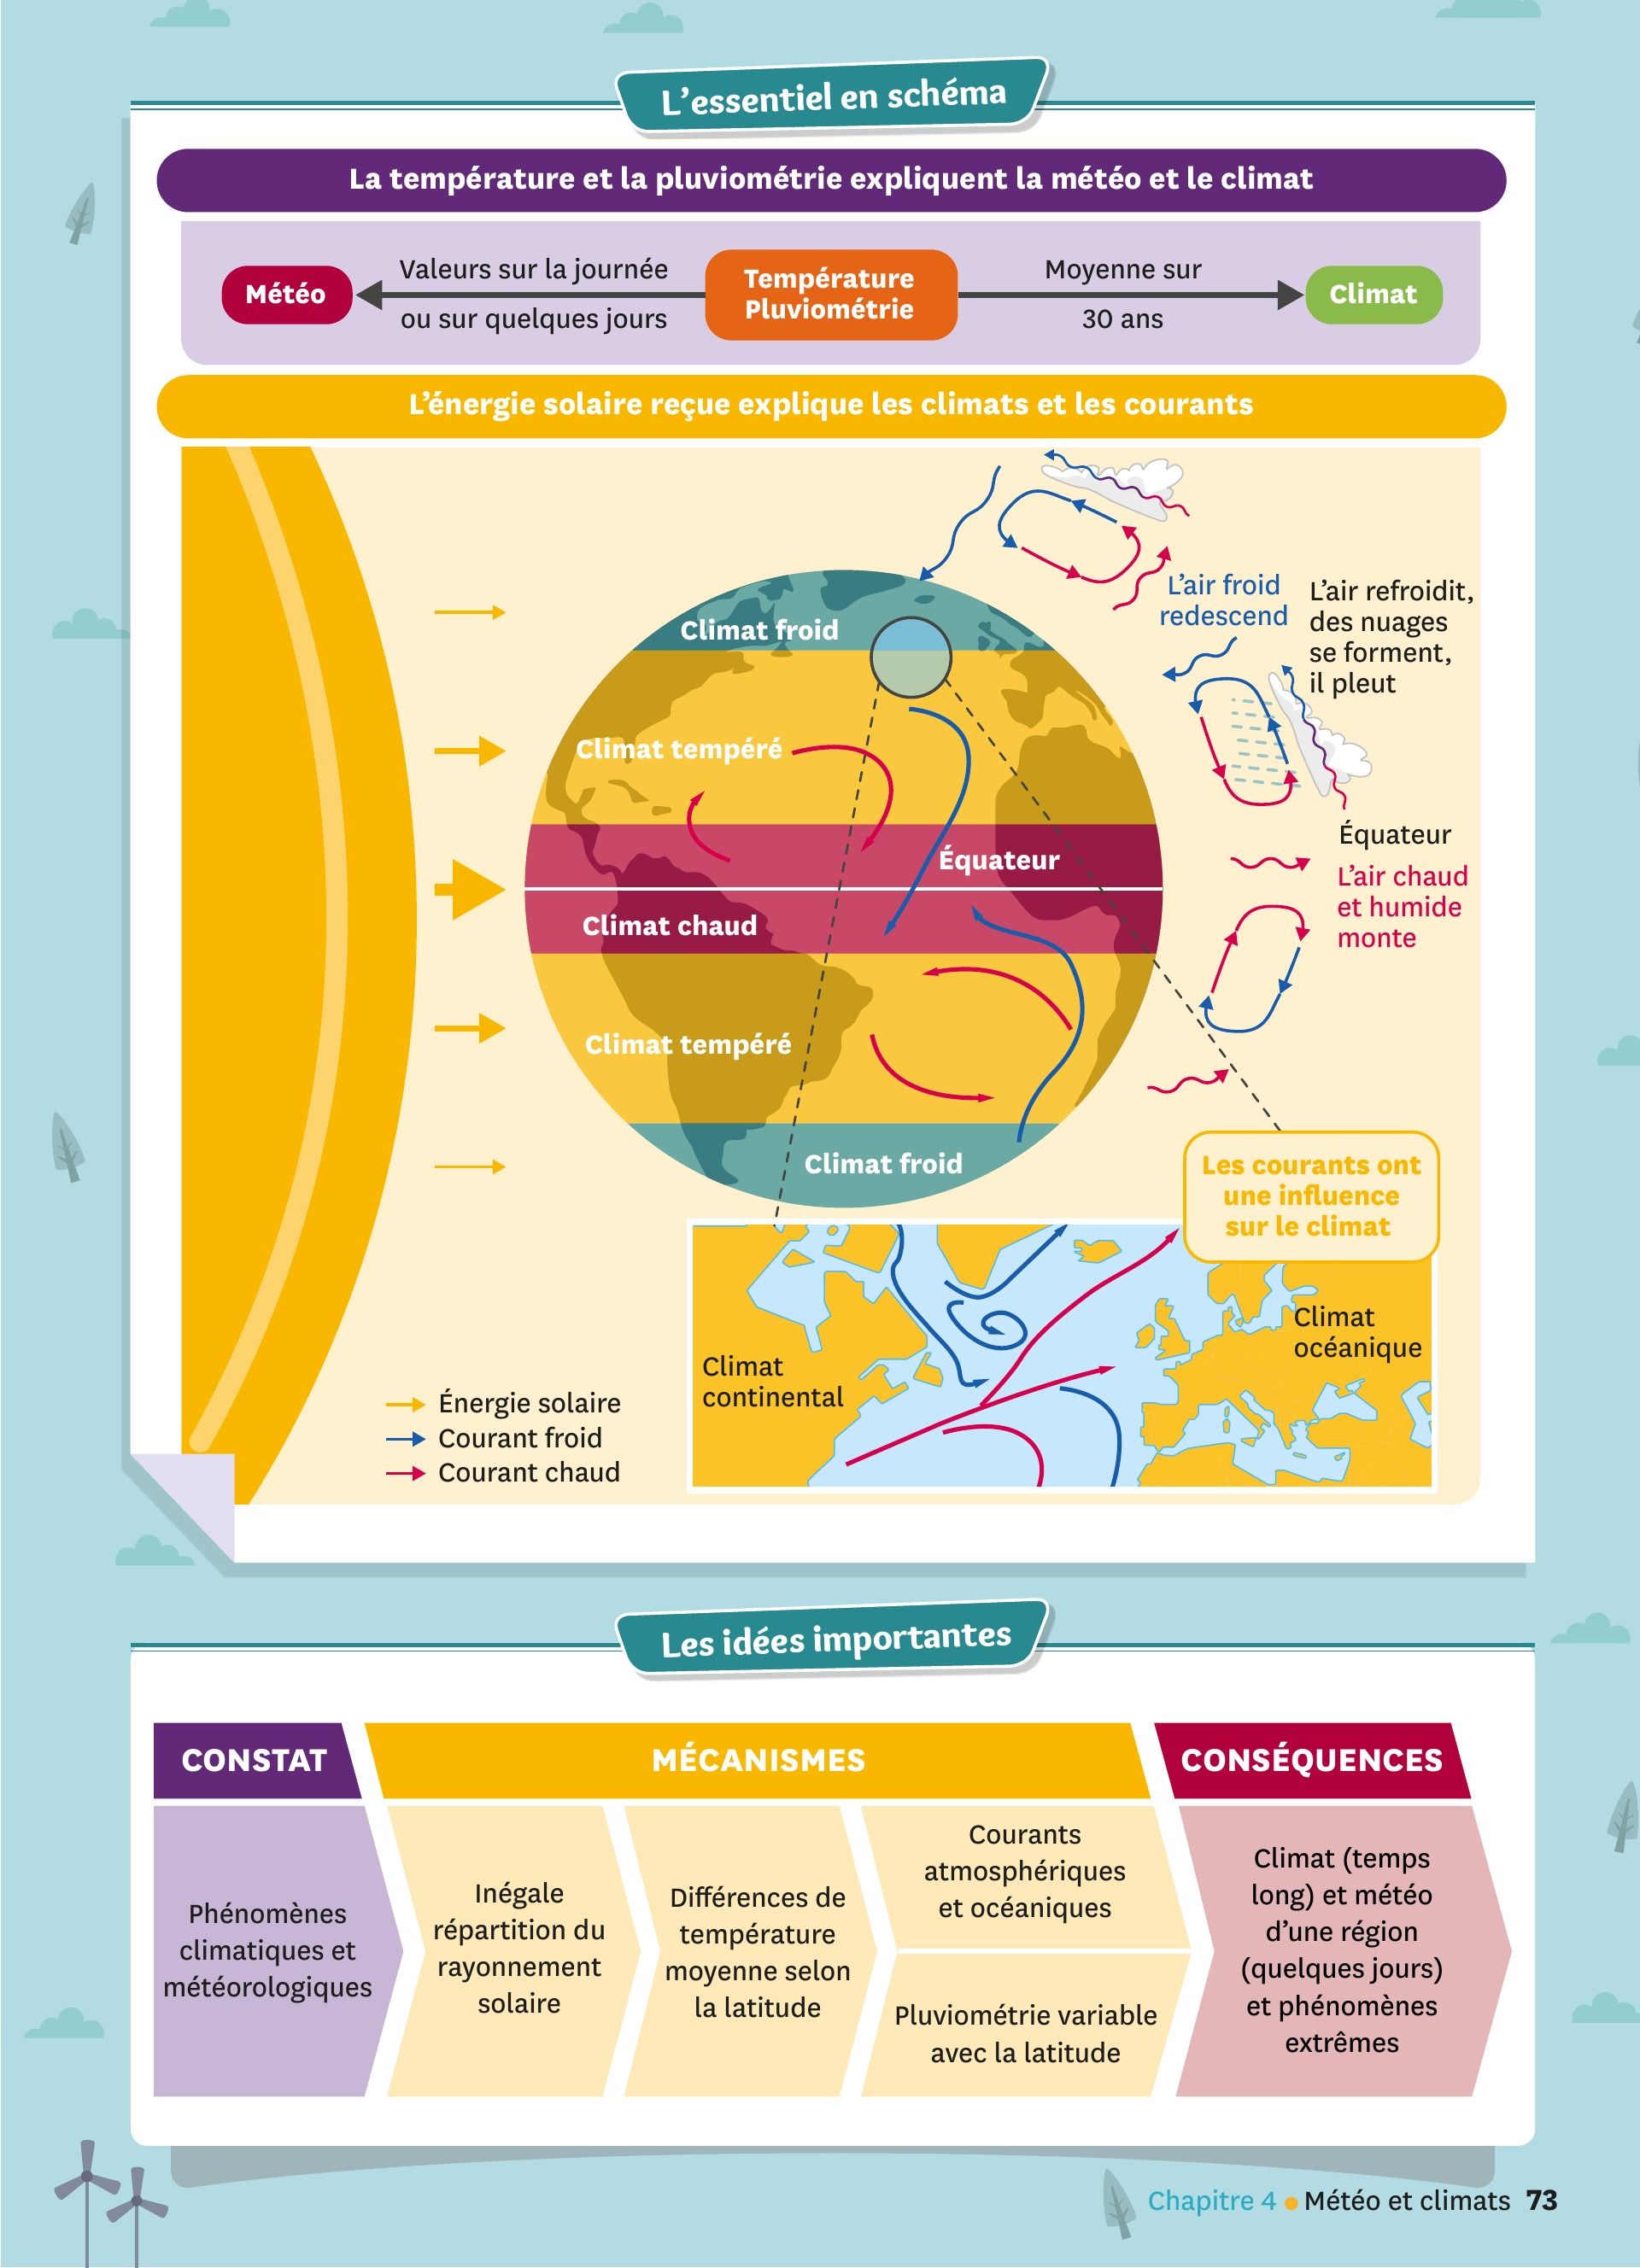 L'essentiel en schéma
La température et la pluviométrie expliquent la météo et le climat
Météo
Valeurs sur la journée
ou sur quelques jours
Température
Pluviométrie
Moyenne sur
30 ans
Climat
L'énergie solaire reçue explique les climats et les courants
L'air froid
redescend
L'air refroidit,
des nuages
se forment,
il pleut
Climat froid
Climat tempéré
Équateur
Équateur
L'air chaud
et humide
monte
Climat chaud
Climat tempéré
Climat froid
Les courants ont
une influence
sur le climat
Climat
continental
Climat
océanique
Énergie solaire
Courant froid
Courant chaud
Les idées importantes
CONSTAT
MÉCANISMES
CONSÉQUENCES
Phénomènes
climatiques et
météorologiques
Inégale
répartition du
rayonnement
solaire
Différences de
température
moyenne selon
la latitude
Courants
atmosphériques
et océaniques
Pluviométrie variable
avec la latitude
Climat (temps
long) et météo
d'une région
(quelques jours)
et phénomènes
extrêmes
Chapitre 4 ● Météo et climats 73